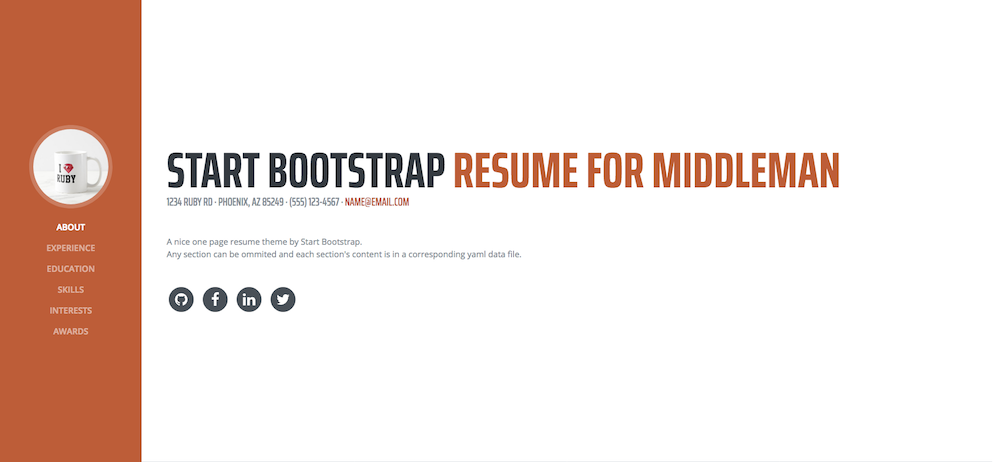 I
RUBY
ABOUT
EXPERIENCE
EDUCATION
SKILLS
INTERESTS
AWARDS
START BOOTSTRAP RESUME FOR MIDDLEMAN
1234 RUBY RD · PHOENIX, AZ 85249 · (555) 123-4567 · NAME@EMAIL.COM
A nice one page resume theme by Start Bootstrap.
Any section can be ommited and each section's content is in a corresponding yaml data file.